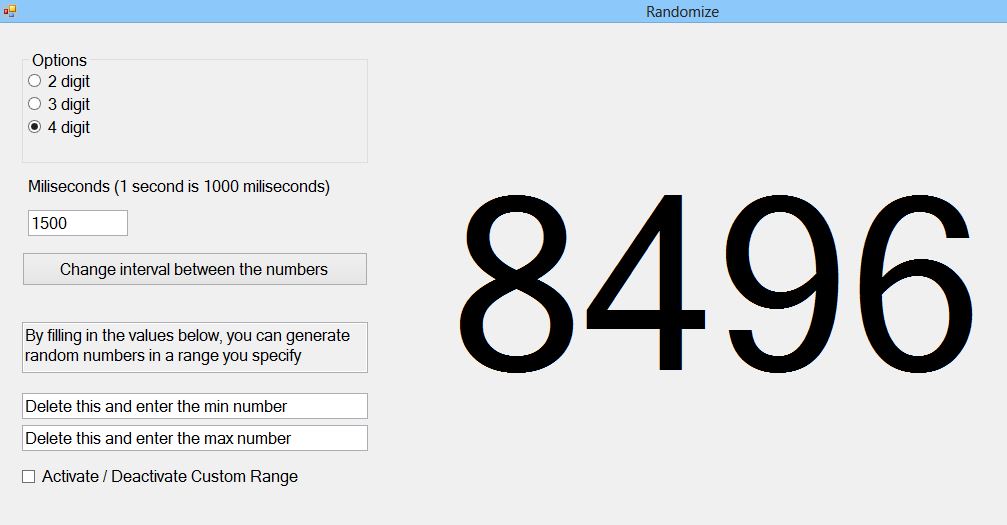 Randomize
Options
2 digit
3 digit
4 digit
Miliseconds (1 second is 1000 miliseconds)
1500
Change interval between the numbers
By filling in the values below, you can generate
random numbers in a range you specify
Delete this and enter the min number
Delete this and enter the max number
Activate / Deactivate Custom Range
8496